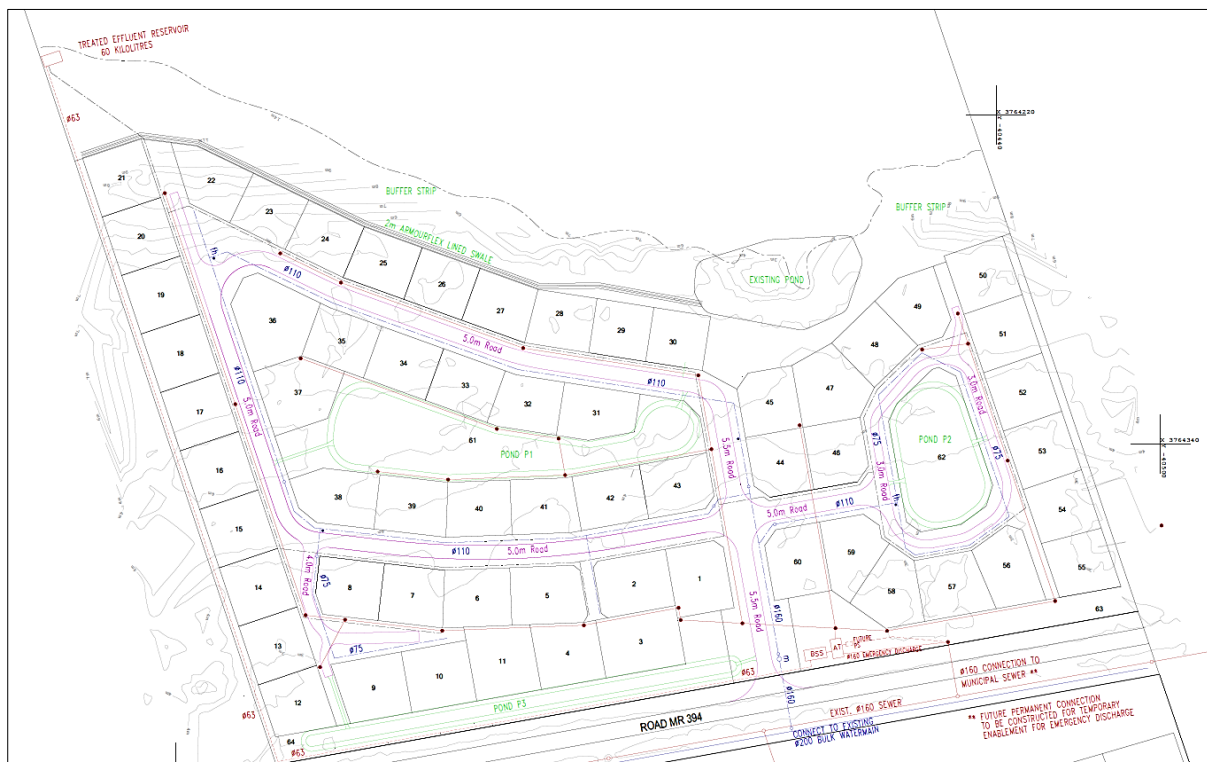 TREATED EFFLUENT RESERVOIR
60 KILOLITRES
ø63
X 3764220
BUFFER STRIP
BUFFER STRIP
2m ARMOURFLEX LINED SWALE
EXISTING POND
21
22
23
24
25
26
27
28
29
30
20
19
18
17
16
15
14
13
12
36
35
34
33
32
31
37
61
POND P1
38
39
40
41
42
43
45
47
44
46
48
49
50
51
52
53
54
55
56
57
58
59
60
62
POND P2
63
8
7
6
5
2
1
9
10
11
4
3
64
ø110
5.0m Road
ø110
ø110
5.0m Road
5.5m Road
ø75
3.0m Road
3.0m Road
ø75
X 3764340
5.0m Road
ø110
ø110
5.0m Road
4.0m Road
ø75
ø75
5.5m Road
ø160
m
ø160
BSS
AT
FUTURE
PS
ø160 EMERGENCY DISCHARGE
ø63
ø63
ø63
POND P3
ROAD MR 394
EXIST. ø160 SEWER
CONNECT TO EXISTING
ø200 BULK WATERMAIN
ø160 CONNECTION TO
MUNICIPAL SEWER **
** FUTURE PERMANENT CONNECTION
TO BE CONSTRUCTED FOR TEMPORARY
ENABLEMENT FOR EMERGENCY DISCHARGE